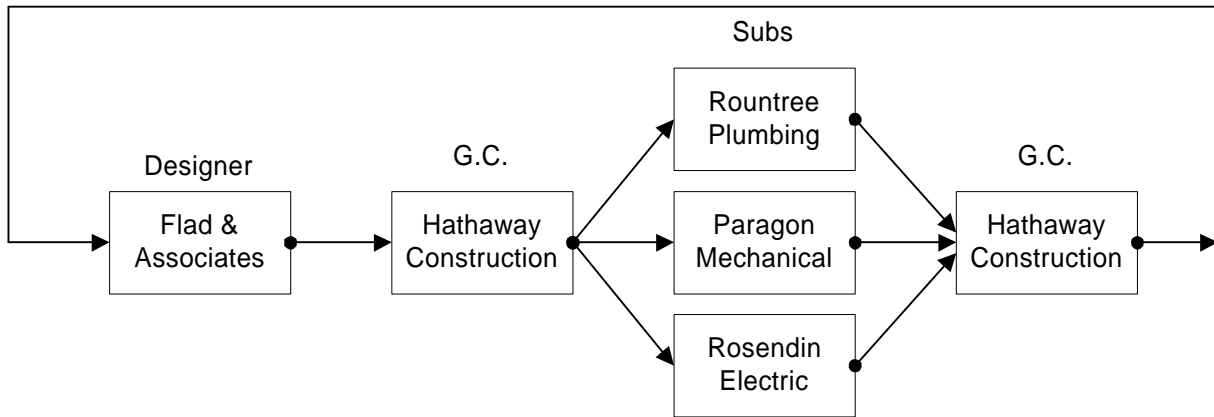 Subs
Rountree
Plumbing
Designer
G.C.
G.C.
Flad &
Associates
Hathaway
Construction
Paragon
Mechanical
Hathaway
Construction
Rosendin
Electric